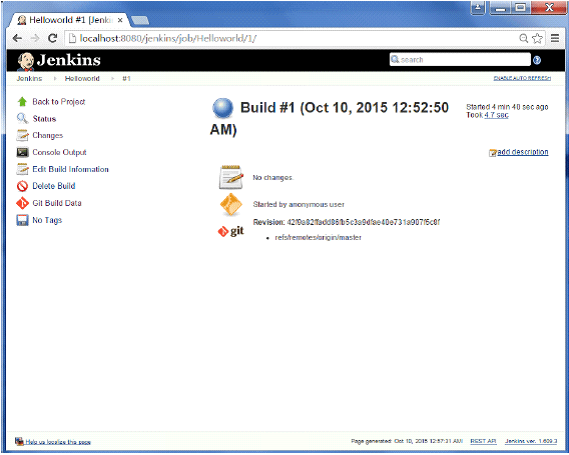 Helloworld #1 [Jenki
localhost:8080/jenkins/job/Helloworld/1/
Jenkins
search
Jenkins
Helloworld
#1
ENABLE AUTO REFRESH
Back to Project
Status
Changes
Console Output
Edit Build Information
Delete Build
Git Build Data
No Tags
Build #1 (Oct 10, 2015 12:52:50
AM)
Started 4 min 40 sec ago
Took 4.7 sec
add description
No changes.
Started by anonymous user
git
Revision:
refs/remotes/origin/master
Help us localize this page
Page generated: Oct 10, 2015 12:57:31 AM
REST API
Jenkins ver. 1.609.3